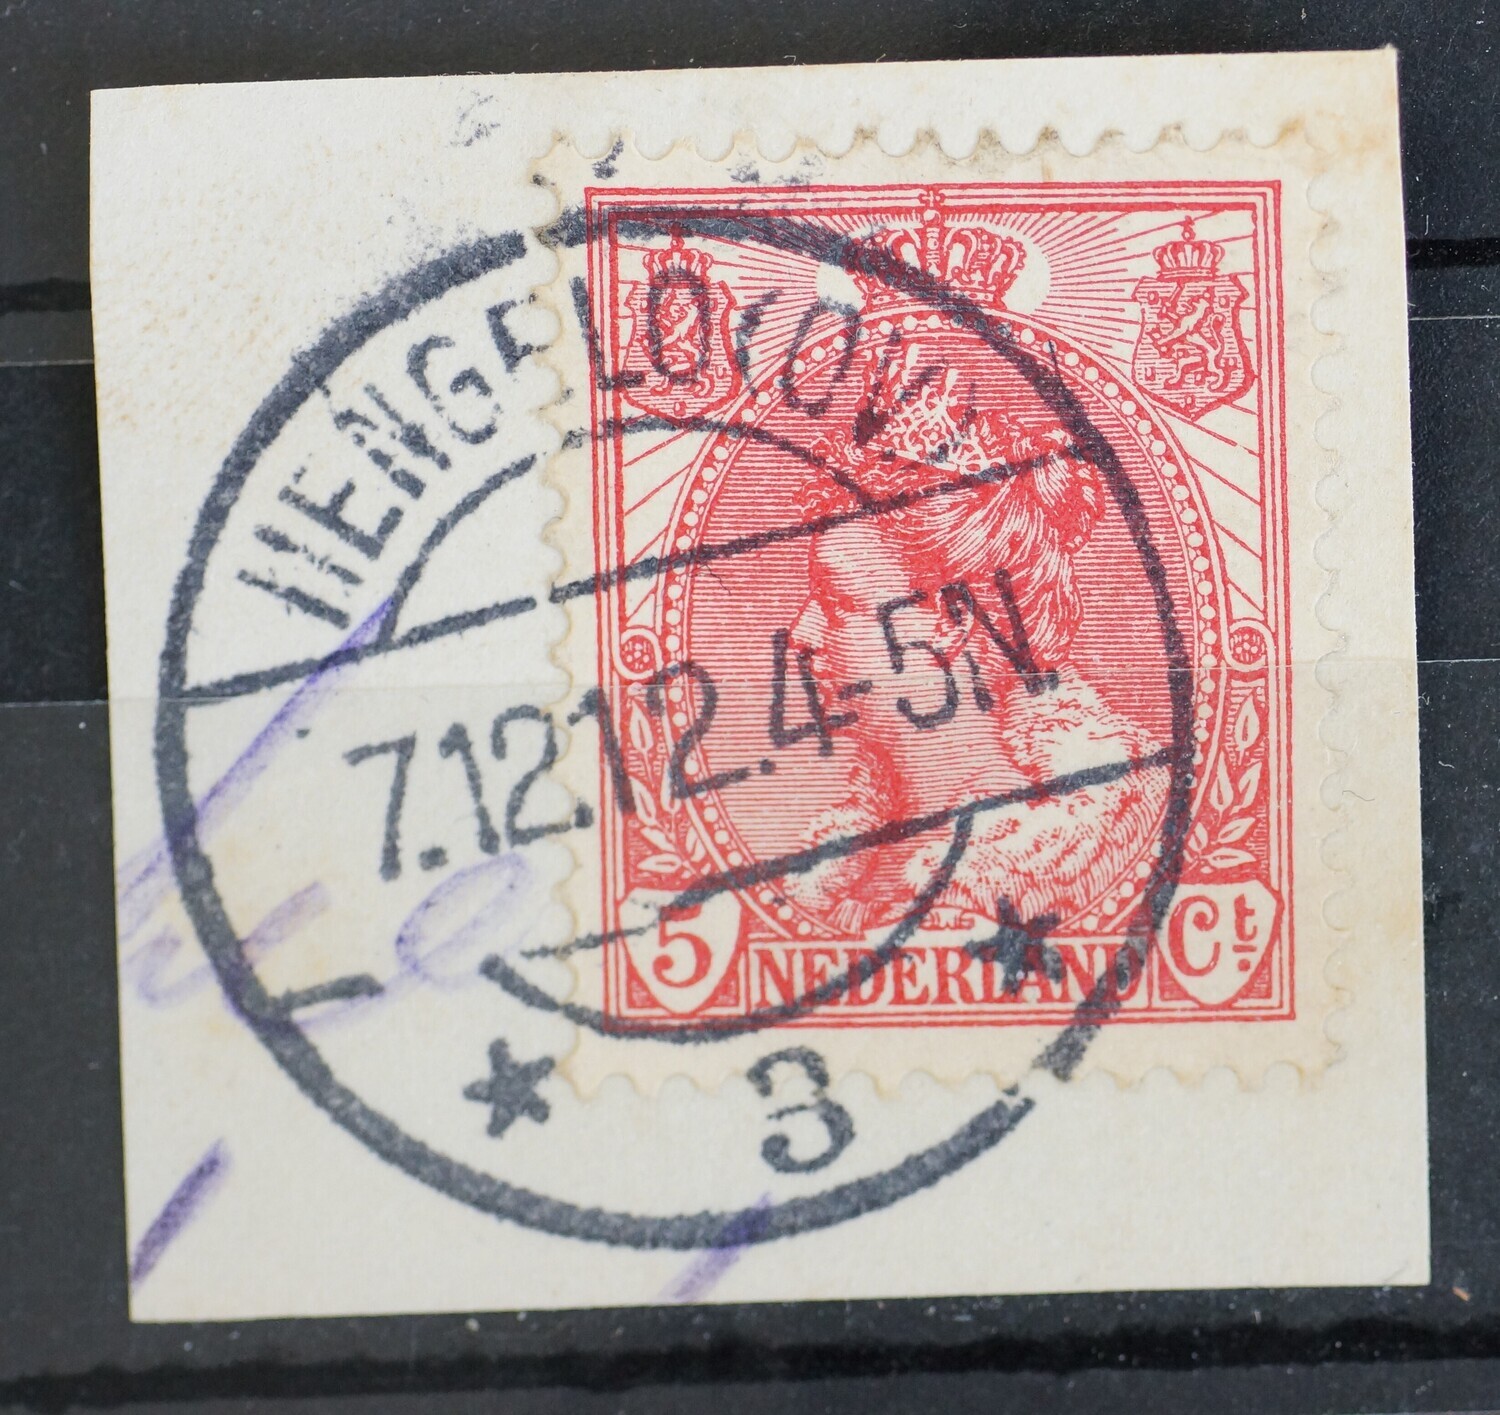 HENGELO (OV.)
7.12.12.4-5N.
3
5 NEDERLAND Ct.